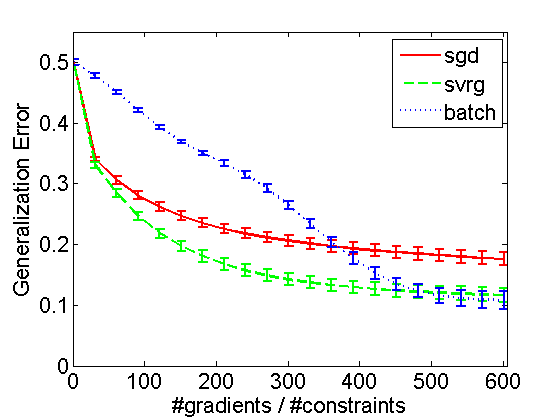 sgd
svrg
batch
Generalization Error
0.5
0.4
0.3
0.2
0.1
0
0 100 200 300 400 500 600
#gradients / #constraints